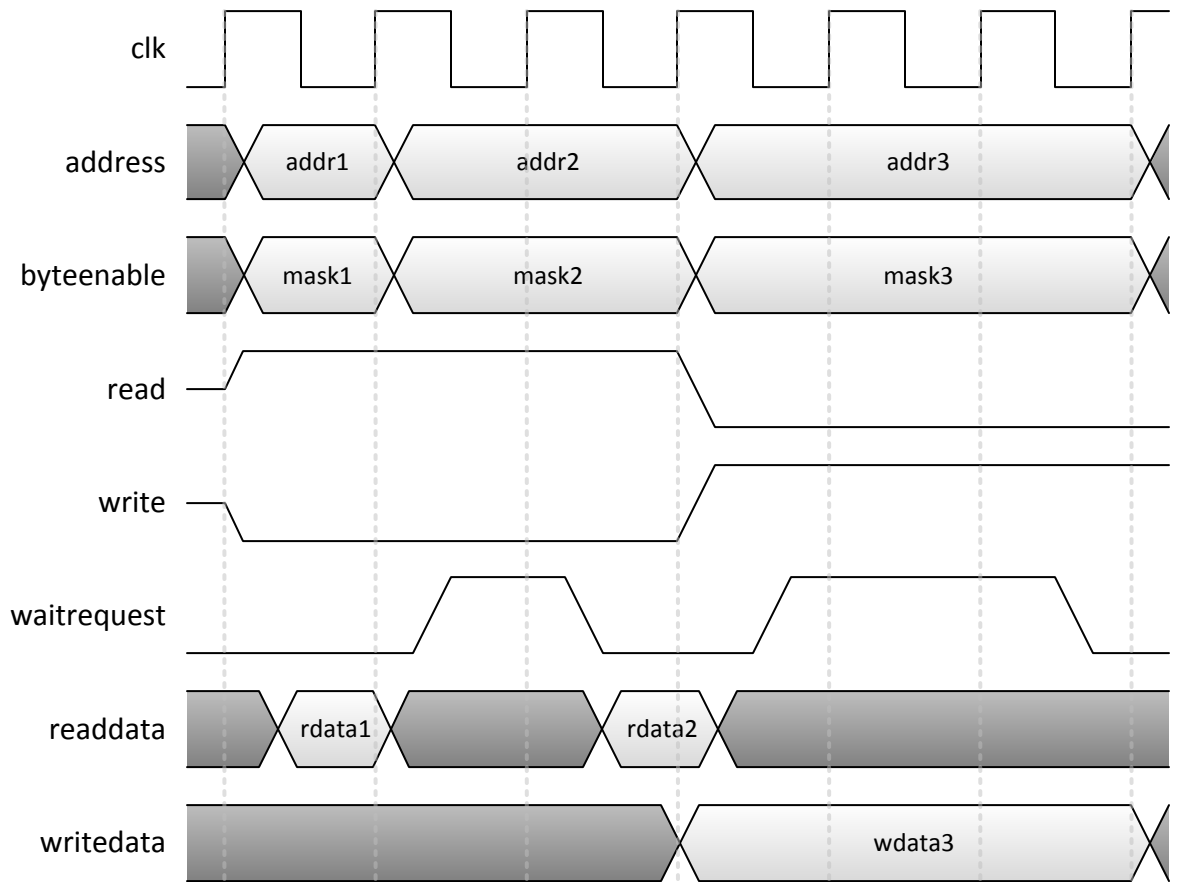 clk
address addr1 addr2 addr3
byteenable mask1 mask2 mask3
read
write
waitrequest
readdata rdata1 rdata2
writedata wdata3